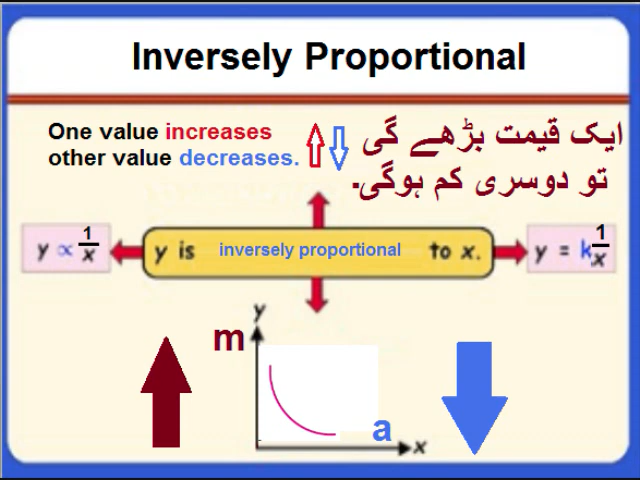 Inversely Proportional
One value increases
other value decreases.
ایک قیمت بڑھے گی
تو دوسری کم ہوگی۔
y ∝ 1/x
y is inversely proportional to x.
y = k 1/x
y
m
a
x